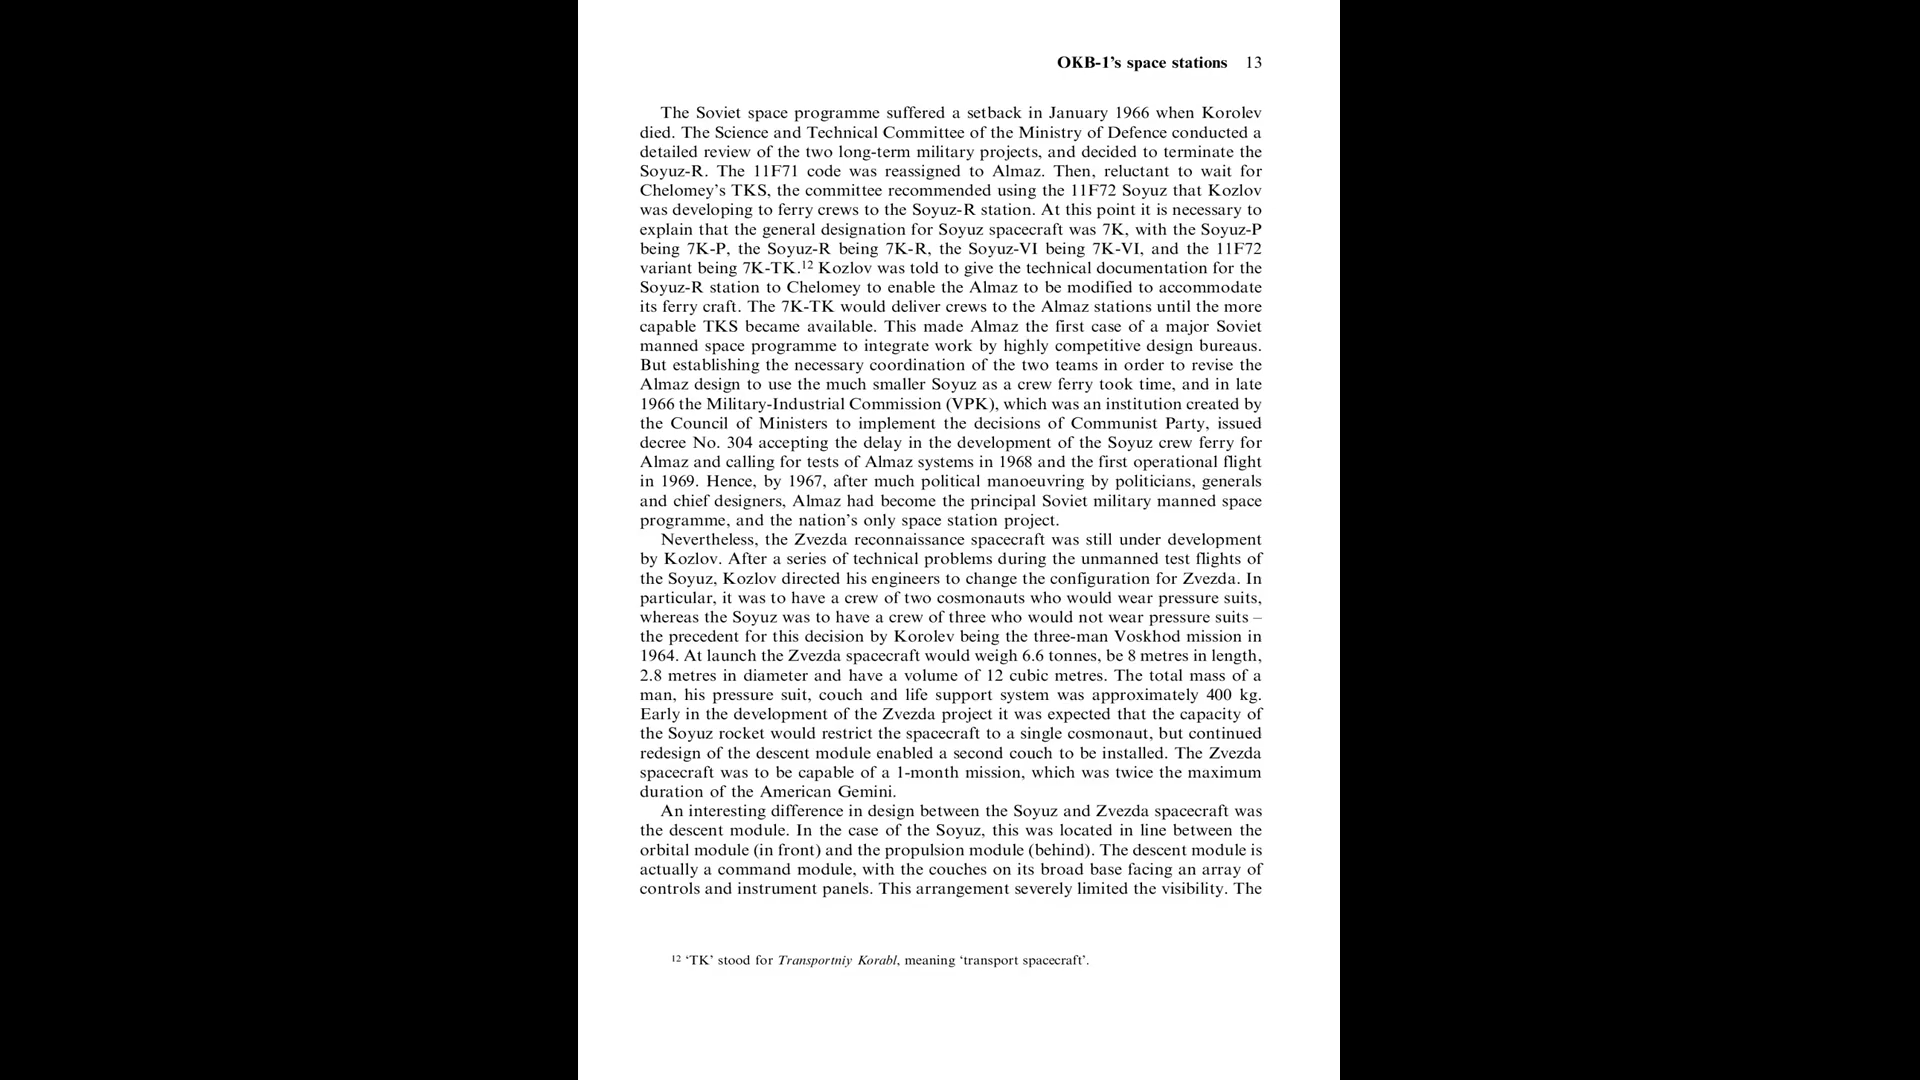 OKB-1’s space stations 13
The Soviet space programme suffered a setback in January 1966 when Korolev
died. The Science and Technical Committee of the Ministry of Defence conducted a
detailed review of the two long-term military projects, and decided to terminate the
Soyuz-R. The 11F71 code was reassigned to Almaz. Then, reluctant to wait for
Chelomey’s TKS, the committee recommended using the 11F72 Soyuz that Kozlov
was developing to ferry crews to the Soyuz-R station. At this point it is necessary to
explain that the general designation for Soyuz spacecraft was 7K, with the Soyuz-P
being 7K-P, the Soyuz-R being 7K-R, the Soyuz-VI being 7K-VI, and the 11F72
variant being 7K-TK.12 Kozlov was told to give the technical documentation for the
Soyuz-R station to Chelomey to enable the Almaz to be modified to accommodate
its ferry craft. The 7K-TK would deliver crews to the Almaz stations until the more
capable TKS became available. This made Almaz the first case of a major Soviet
manned space programme to integrate work by highly competitive design bureaus.
But establishing the necessary coordination of the two teams in order to revise the
Almaz design to use the much smaller Soyuz as a crew ferry took time, and in late
1966 the Military-Industrial Commission (VPK), which was an institution created by
the Council of Ministers to implement the decisions of Communist Party, issued
decree No. 304 accepting the delay in the development of the Soyuz crew ferry for
Almaz and calling for tests of Almaz systems in 1968 and the first operational flight
in 1969. Hence, by 1967, after much political manoeuvring by politicians, generals
and chief designers, Almaz had become the principal Soviet military manned space
programme, and the nation’s only space station project.
Nevertheless, the Zvezda reconnaissance spacecraft was still under development
by Kozlov. After a series of technical problems during the unmanned test flights of
the Soyuz, Kozlov directed his engineers to change the configuration for Zvezda. In
particular, it was to have a crew of two cosmonauts who would wear pressure suits,
whereas the Soyuz was to have a crew of three who would not wear pressure suits –
the precedent for this decision by Korolev being the three-man Voskhod mission in
1964. At launch the Zvezda spacecraft would weigh 6.6 tonnes, be 8 metres in length,
2.8 metres in diameter and have a volume of 12 cubic metres. The total mass of a
man, his pressure suit, couch and life support system was approximately 400 kg.
Early in the development of the Zvezda project it was expected that the capacity of
the Soyuz rocket would restrict the spacecraft to a single cosmonaut, but continued
redesign of the descent module enabled a second couch to be installed. The Zvezda
spacecraft was to be capable of a 1-month mission, which was twice the maximum
duration of the American Gemini.
An interesting difference in design between the Soyuz and Zvezda spacecraft was
the descent module. In the case of the Soyuz, this was located in line between the
orbital module (in front) and the propulsion module (behind). The descent module is
actually a command module, with the couches on its broad base facing an array of
controls and instrument panels. This arrangement severely limited the visibility. The
12 ‘TK’ stood for Transportniy Korabl, meaning ‘transport spacecraft’.